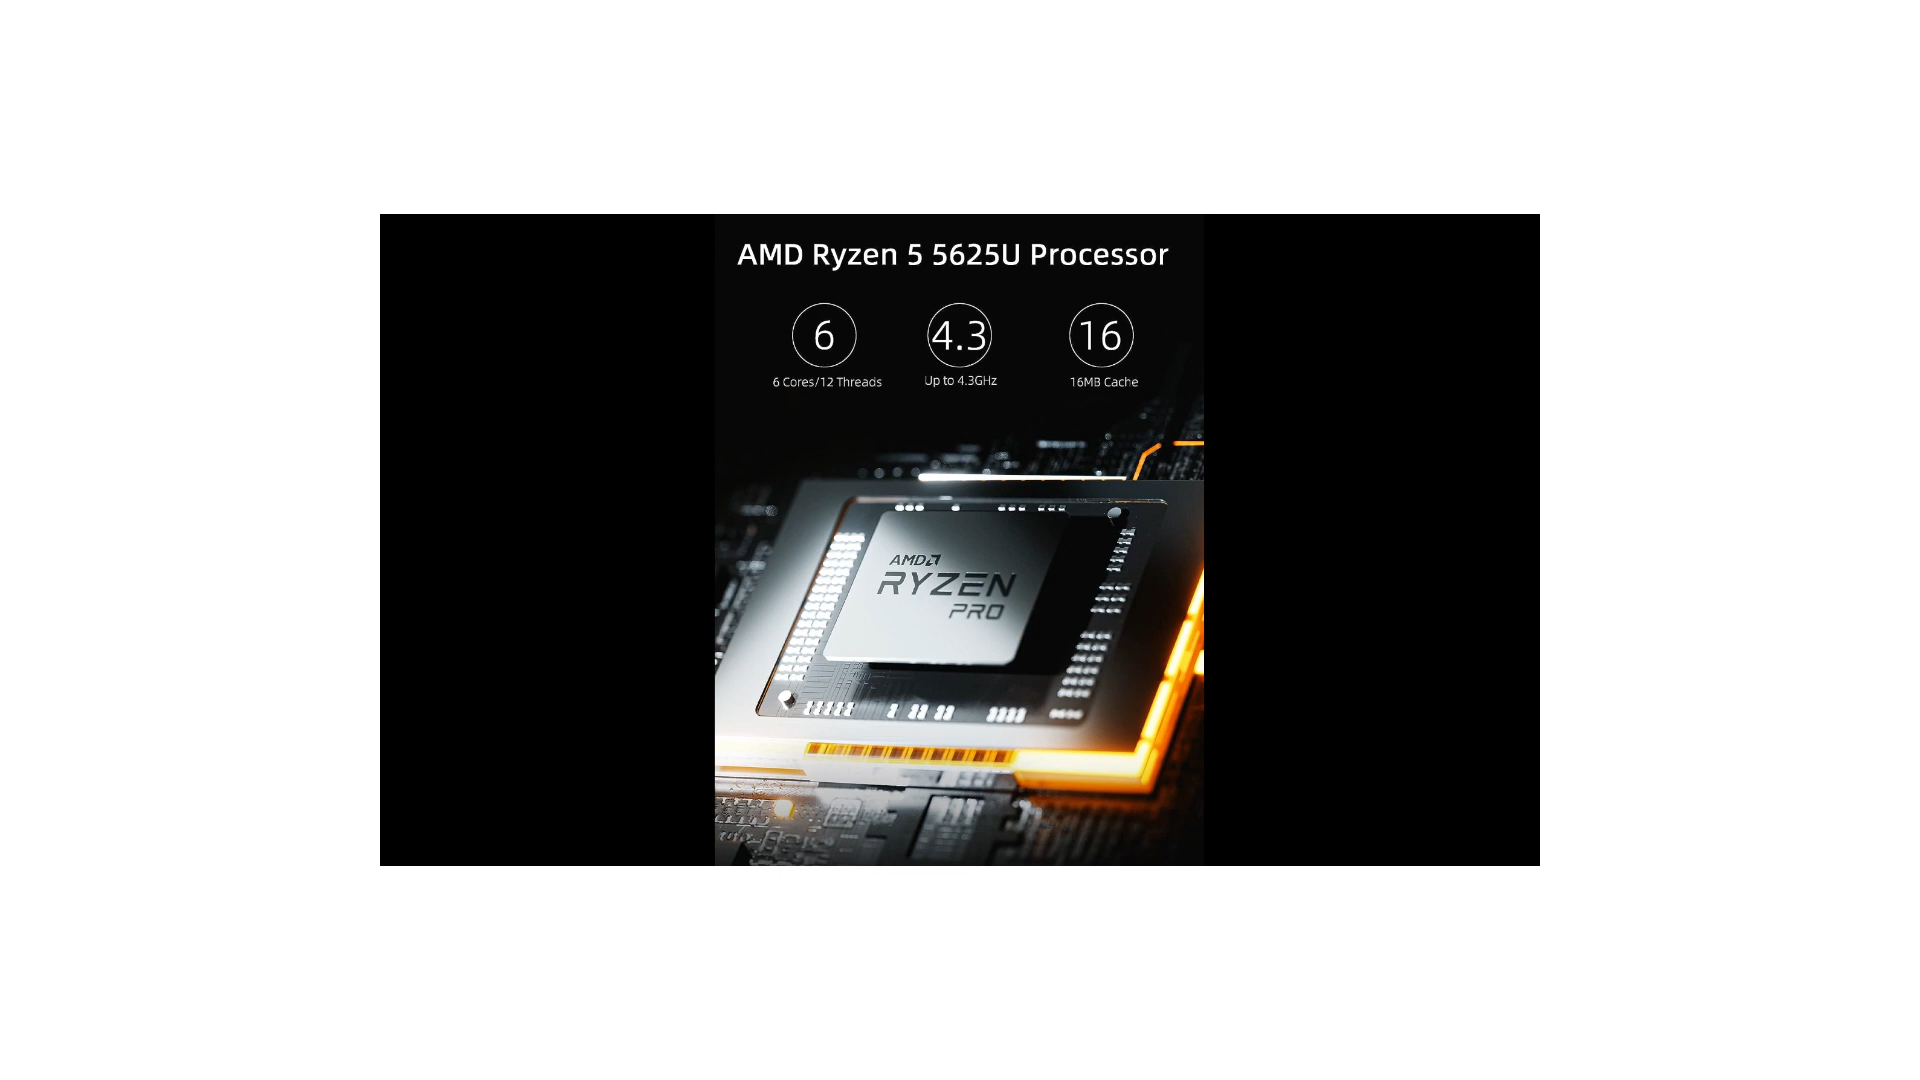 AMD Ryzen 5 5625U Processor
6 4.3 16
6 Cores/12 Threads Up to 4.3GHz 16MB Cache
AMD
RYZEN
PRO